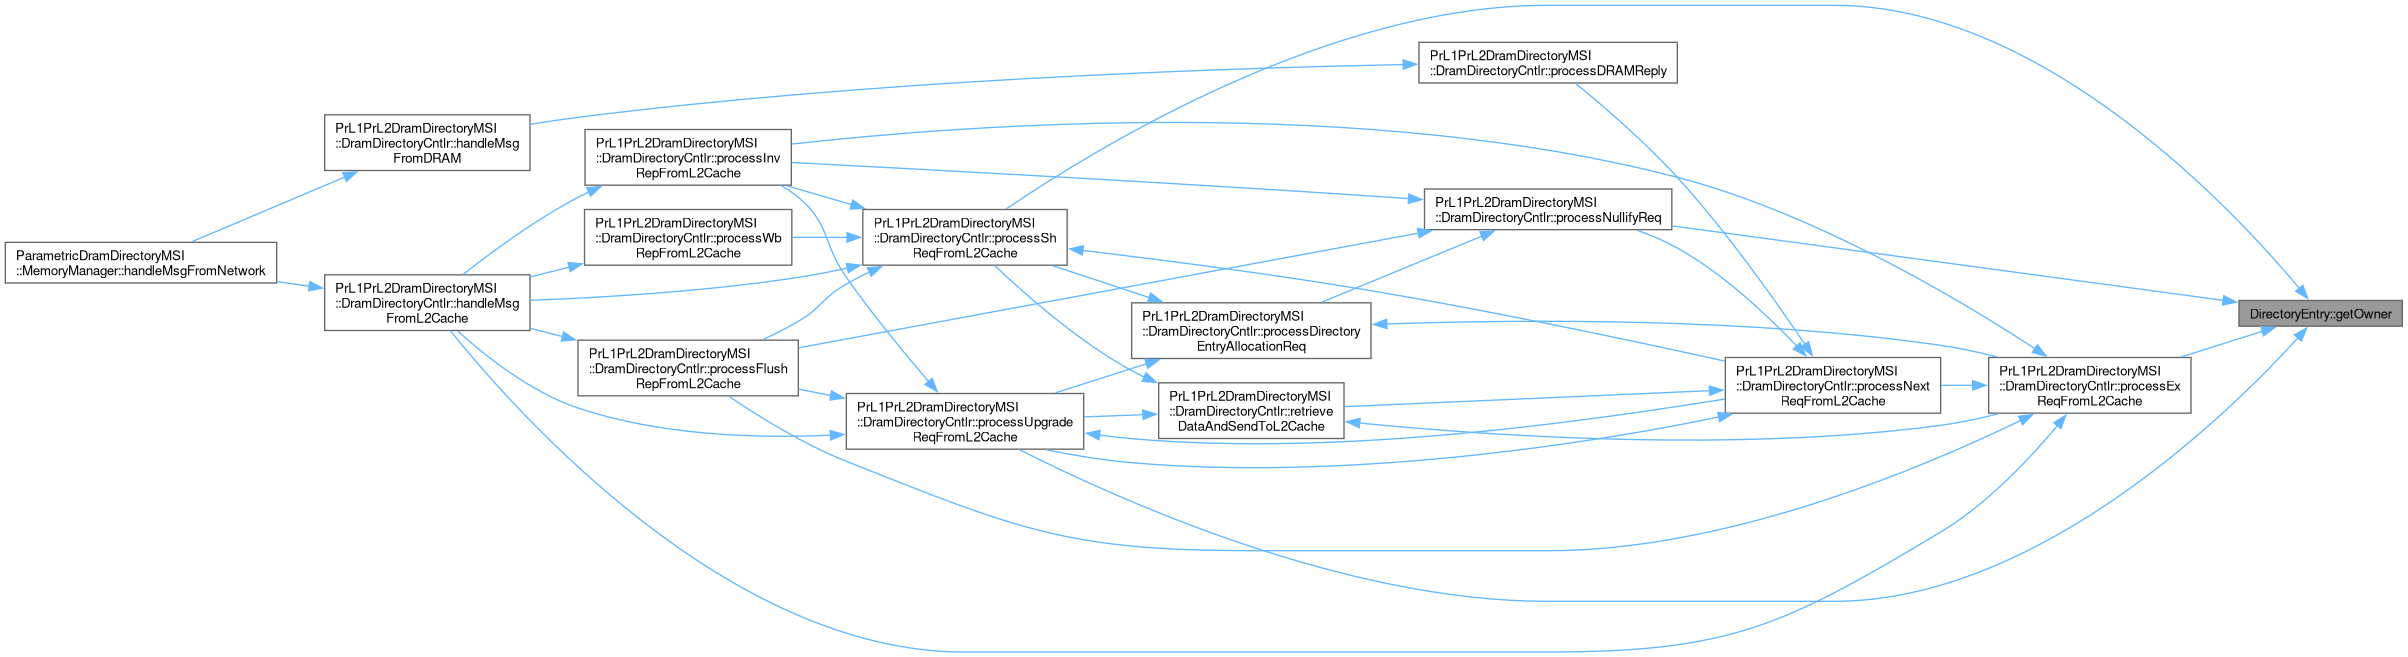 PrL1PrL2DramDirectoryMSI
::DramDirectoryCntlr::processDRAMReply
PrL1PrL2DramDirectoryMSI
::DramDirectoryCntlr::handleMsg
FromDRAM
PrL1PrL2DramDirectoryMSI
::DramDirectoryCntlr::processInv
RepFromL2Cache
PrL1PrL2DramDirectoryMSI
::DramDirectoryCntlr::processNullifyReq
PrL1PrL2DramDirectoryMSI
::DramDirectoryCntlr::processWb
RepFromL2Cache
PrL1PrL2DramDirectoryMSI
::DramDirectoryCntlr::processSh
ReqFromL2Cache
ParametricDramDirectoryMSI
::MemoryManager::handleMsgFromNetwork
PrL1PrL2DramDirectoryMSI
::DramDirectoryCntlr::handleMsg
FromL2Cache
DirectoryEntry::getOwner
PrL1PrL2DramDirectoryMSI
::DramDirectoryCntlr::processDirectory
EntryAllocationReq
PrL1PrL2DramDirectoryMSI
::DramDirectoryCntlr::processFlush
RepFromL2Cache
PrL1PrL2DramDirectoryMSI
::DramDirectoryCntlr::processNext
ReqFromL2Cache
PrL1PrL2DramDirectoryMSI
::DramDirectoryCntlr::processEx
ReqFromL2Cache
PrL1PrL2DramDirectoryMSI
::DramDirectoryCntlr::retrieve
DataAndSendToL2Cache
PrL1PrL2DramDirectoryMSI
::DramDirectoryCntlr::processUpgrade
ReqFromL2Cache